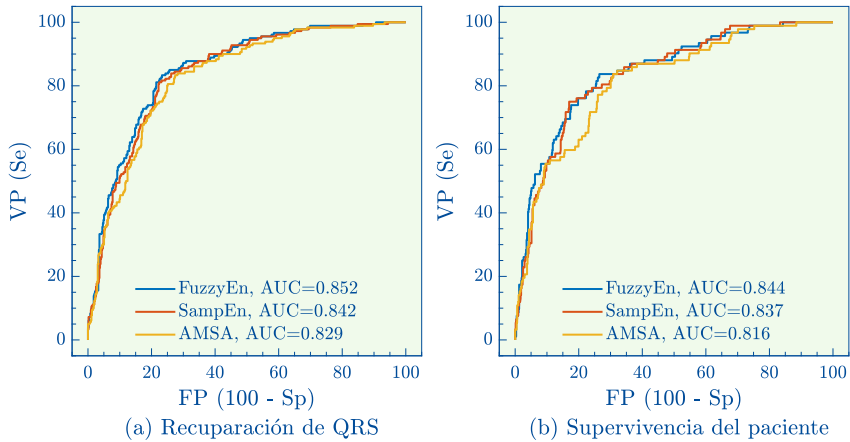 VP (Se)
100
80
60
40
20
0
FuzzyEn, AUC=0.852
SampEn, AUC=0.842
AMSA, AUC=0.829
0 20 40 60 80 100
FP (100 - Sp)
(a) Recuparación de QRS
VP (Se)
100
80
60
40
20
0
FuzzyEn, AUC=0.844
SampEn, AUC=0.837
AMSA, AUC=0.816
0 20 40 60 80 100
FP (100 - Sp)
(b) Supervivencia del paciente